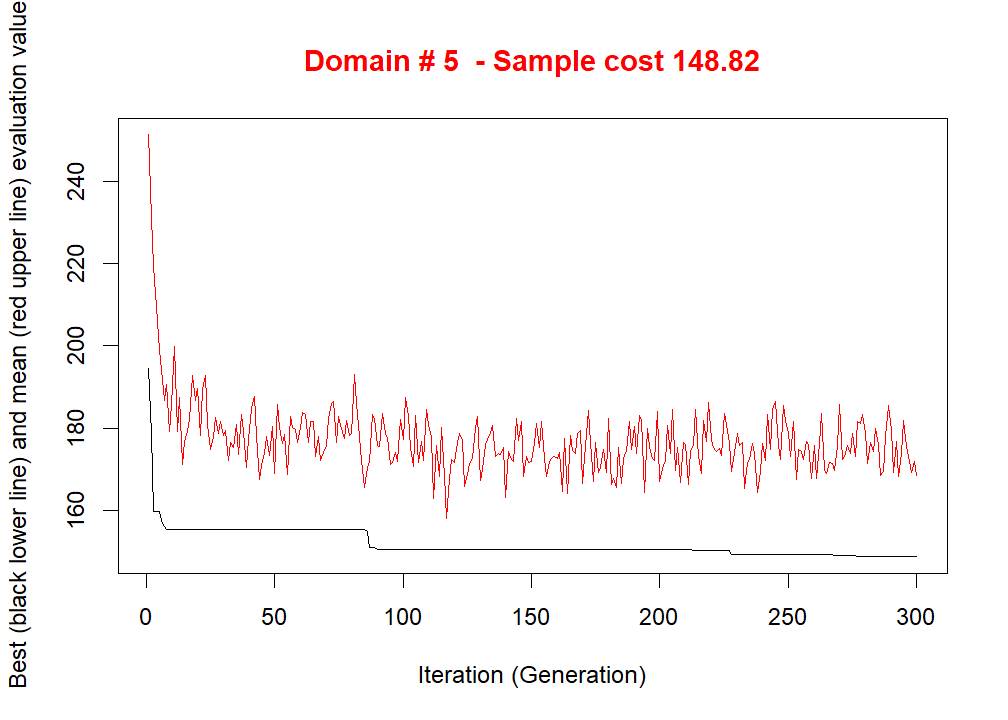 Domain # 5  - Sample cost 148.82
Best (black lower line) and mean (red upper line) evaluation value
240
220
200
180
160
0 50 100 150 200 250 300
Iteration (Generation)